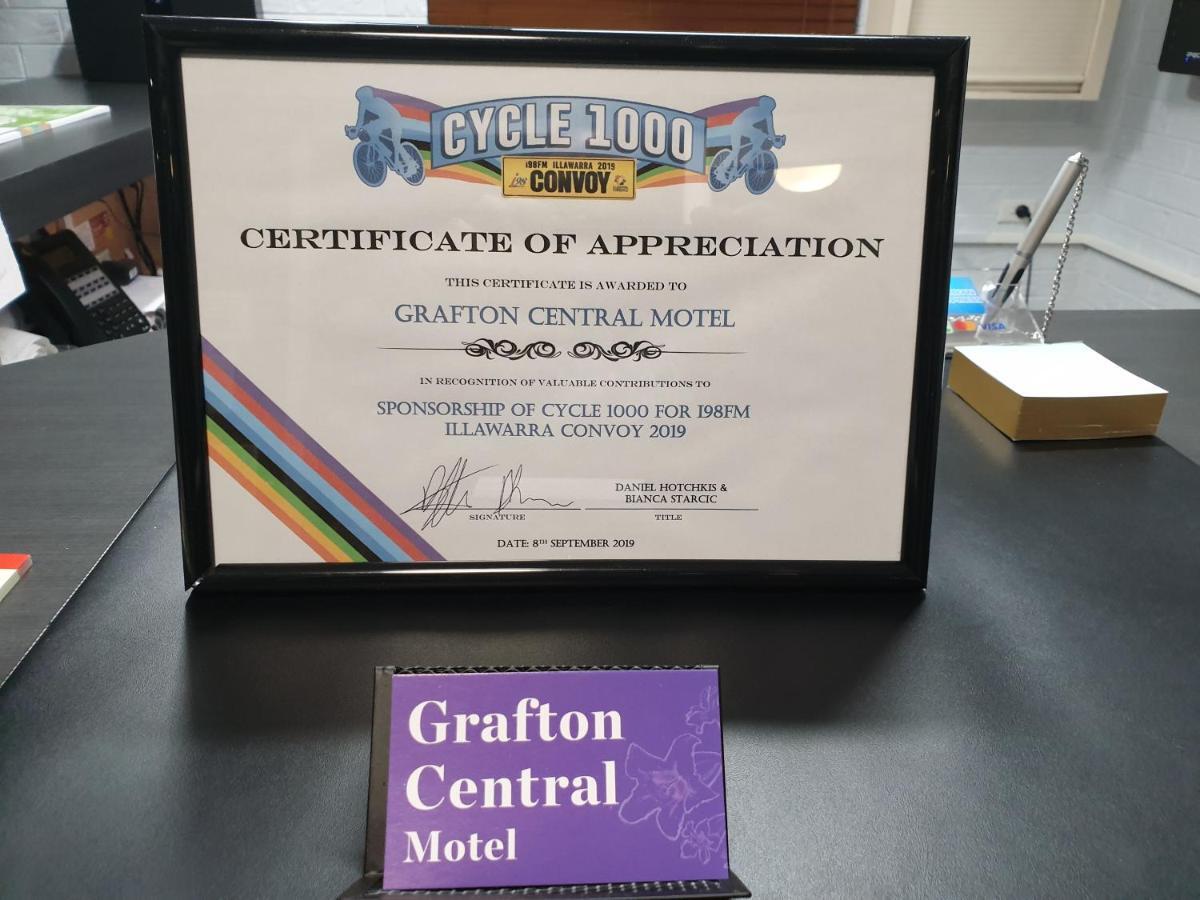 CYCLE 1000
i98FM ILLAWARRA 2019
i98 CONVOY
CERTIFICATE OF APPRECIATION
THIS CERTIFICATE IS AWARDED TO
GRAFTON CENTRAL MOTEL
IN RECOGNITION OF VALUABLE CONTRIBUTIONS TO
SPONSORSHIP OF CYCLE 1000 FOR I98FM
ILLAWARRA CONVOY 2019
DANIEL HOTCHKIS &
BIANCA STARCIC
SIGNATURE TITLE
DATE: 8TH SEPTEMBER 2019
VISA
Grafton
Central
Motel